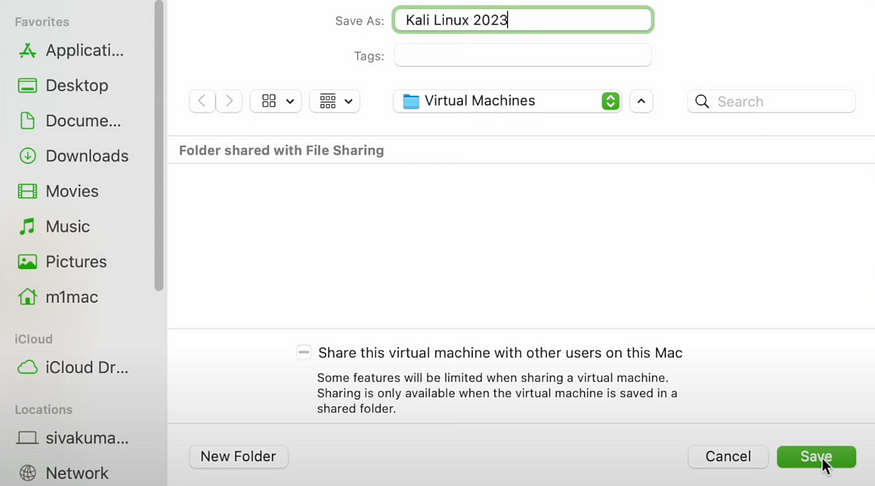 Favorites
Applicati...
Desktop
Docume...
Downloads
Movies
Music
Pictures
m1mac
iCloud
iCloud Dr...
Locations
sivakuma...
Network
Save As: Kali Linux 2023
Tags:
Virtual Machines
Search
Folder shared with File Sharing
Share this virtual machine with other users on this Mac
Some features will be limited when sharing a virtual machine.
Sharing is only available when the virtual machine is saved in a
shared folder.
New Folder
Cancel
Save